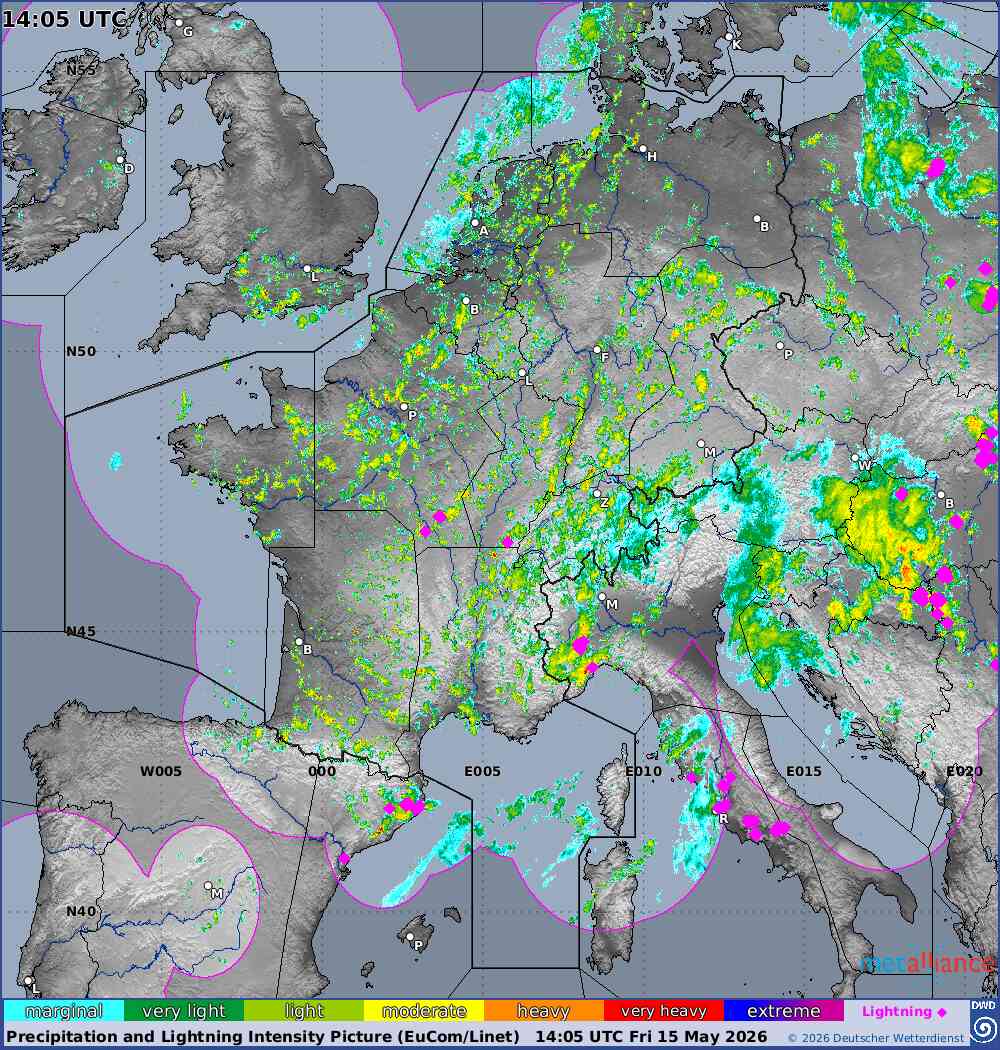 14:05 UTC
G
K
N55
D
H
A
B
L
B
N50
F
P
L
P
M
W
Z
B
M
N45
B
W005
000
E005
E010
E015
E020
R
M
N40
P
L
metalliance
marginal
very light
light
moderate
heavy
very heavy
extreme
Lightning
DWD
Precipitation and Lightning Intensity Picture (EuCom/Linet) 14:05 UTC Fri 15 May 2026 © 2026 Deutscher Wetterdienst